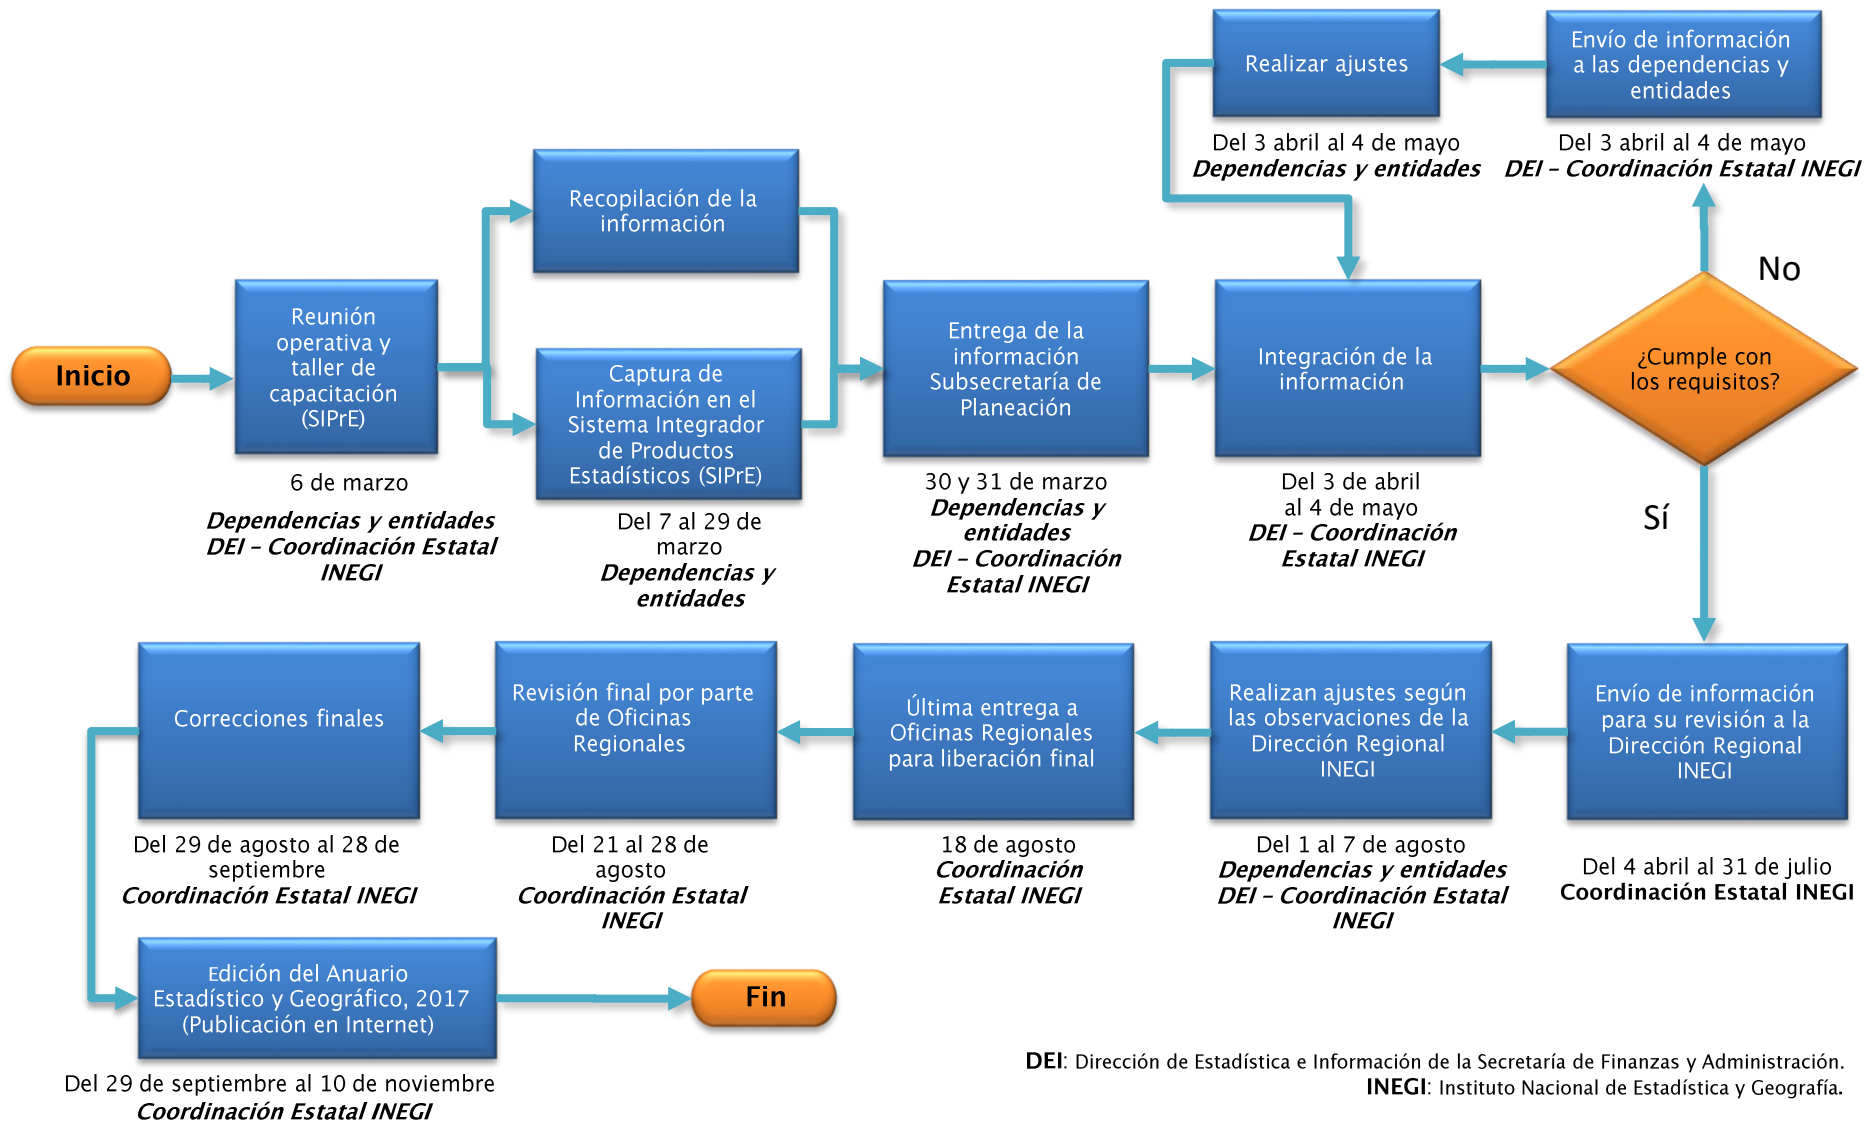 Inicio
Reunión
operativa y
taller de
capacitación
(SIPrE)
6 de marzo
Dependencias y entidades
DEI – Coordinación Estatal
INEGI
Recopilación de la
información
Captura de
Información en el
Sistema Integrador
de Productos
Estadísticos (SIPrE)
Del 7 al 29 de
marzo
Dependencias y
entidades
Entrega de la
información
Subsecretaría de
Planeación
30 y 31 de marzo
Dependencias y
entidades
DEI – Coordinación
Estatal INEGI
Integración de la
información
Del 3 de abril
al 4 de mayo
DEI – Coordinación
Estatal INEGI
¿Cumple con
los requisitos?
No
Envío de información
a las dependencias y
entidades
Del 3 abril al 4 de mayo
DEI – Coordinación Estatal INEGI
Realizar ajustes
Del 3 abril al 4 de mayo
Dependencias y entidades
Sí
Envío de información
para su revisión a la
Dirección Regional
INEGI
Del 4 abril al 31 de julio
Coordinación Estatal INEGI
Realizan ajustes según
las observaciones de la
Dirección Regional
INEGI
Del 1 al 7 de agosto
Dependencias y entidades
DEI – Coordinación Estatal
INEGI
Última entrega a
Oficinas Regionales
para liberación final
18 de agosto
Coordinación
Estatal INEGI
Revisión final por parte
de Oficinas
Regionales
Del 21 al 28 de
agosto
Coordinación Estatal
INEGI
Correcciones finales
Del 29 de agosto al 28 de
septiembre
Coordinación Estatal INEGI
Edición del Anuario
Estadístico y Geográfico, 2017
(Publicación en Internet)
Del 29 de septiembre al 10 de noviembre
Coordinación Estatal INEGI
Fin
DEI: Dirección de Estadística e Información de la Secretaría de Finanzas y Administración.
INEGI: Instituto Nacional de Estadística y Geografía.